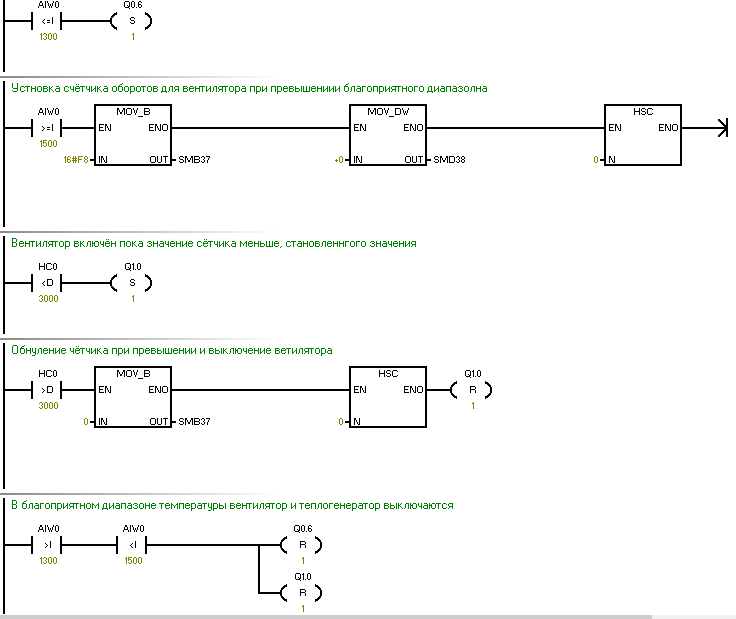 AIW0 Q0.6
<=I S
1300 1
Устновка счётчика оборотов для вентилятора при превышениии благоприятного диапазолна
AIW0 MOV_B MOV_DW HSC
>=I EN ENO EN ENO EN ENO
1500
16#F8 IN OUT SMB37 +0 IN OUT SMD38 0 N
Вентилятор включён пока значение сётчика меньше, становленнгого значения
HC0 Q1.0
<D S
3000 1
Обнуление чётчика при превышении и выключение ветилятора
HC0 MOV_B HSC Q1.0
>D EN ENO EN ENO R
3000 1
0 IN OUT SMB37 0 N
В благоприятном диапазоне температуры вентилятор и теплогенератор выключаются
AIW0 AIW0 Q0.6
>I <I R
1300 1500 1
Q1.0
R
1